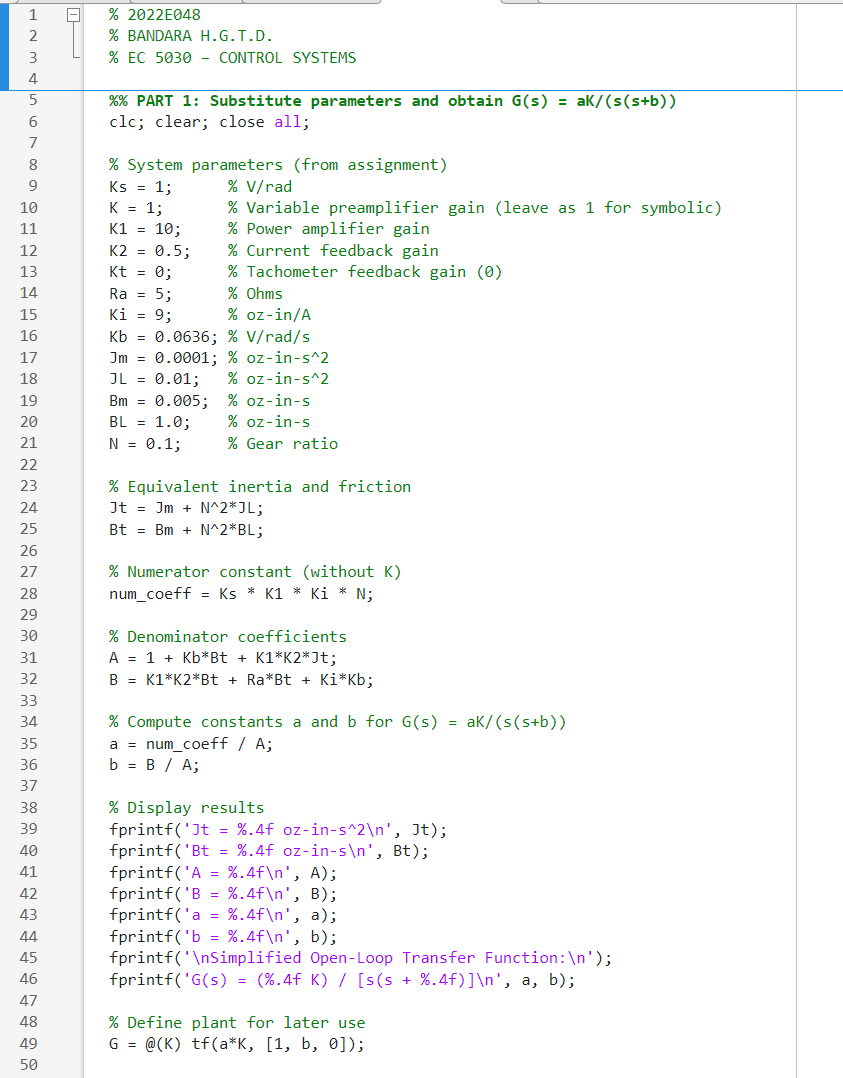 1 % 2022E048
2 % BANDARA H.G.T.D.
3 % EC 5030 – CONTROL SYSTEMS
4
5 %% PART 1: Substitute parameters and obtain G(s) = aK/(s(s+b))
6 clc; clear; close all;
7
8 % System parameters (from assignment)
9 Ks = 1;      % V/rad
10 K = 1;       % Variable preamplifier gain (leave as 1 for symbolic)
11 K1 = 10;     % Power amplifier gain
12 K2 = 0.5;    % Current feedback gain
13 Kt = 0;      % Tachometer feedback gain (0)
14 Ra = 5;      % Ohms
15 Ki = 9;      % oz-in/A
16 Kb = 0.0636; % V/rad/s
17 Jm = 0.0001; % oz-in-s^2
18 JL = 0.01;   % oz-in-s^2
19 Bm = 0.005;  % oz-in-s
20 BL = 1.0;    % oz-in-s
21 N = 0.1;     % Gear ratio
22
23 % Equivalent inertia and friction
24 Jt = Jm + N^2*JL;
25 Bt = Bm + N^2*BL;
26
27 % Numerator constant (without K)
28 num_coeff = Ks * K1 * Ki * N;
29
30 % Denominator coefficients
31 A = 1 + Kb*Bt + K1*K2*Jt;
32 B = K1*K2*Bt + Ra*Bt + Ki*Kb;
33
34 % Compute constants a and b for G(s) = aK/(s(s+b))
35 a = num_coeff / A;
36 b = B / A;
37
38 % Display results
39 fprintf('Jt = %.4f oz-in-s^2\n', Jt);
40 fprintf('Bt = %.4f oz-in-s\n', Bt);
41 fprintf('A = %.4f\n', A);
42 fprintf('B = %.4f\n', B);
43 fprintf('a = %.4f\n', a);
44 fprintf('b = %.4f\n', b);
45 fprintf('\nSimplified Open-Loop Transfer Function:\n');
46 fprintf('G(s) = (%.4f K) / [s(s + %.4f)]\n', a, b);
47
48 % Define plant for later use
49 G = @(K) tf(a*K, [1, b, 0]);
50